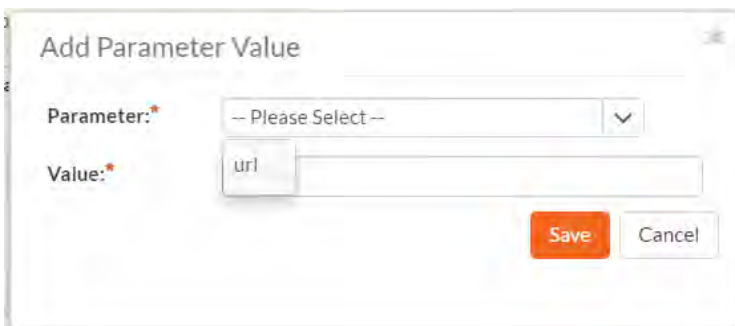 Add Parameter Value
Parameter:*
-- Please Select --
Value:*
url
Save
Cancel